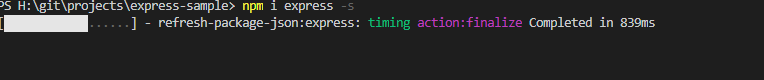 PS H:\git\projects\express-sample> npm i express -s
[          ......] - refresh-package-json:express: timing action:finalize Completed in 839ms